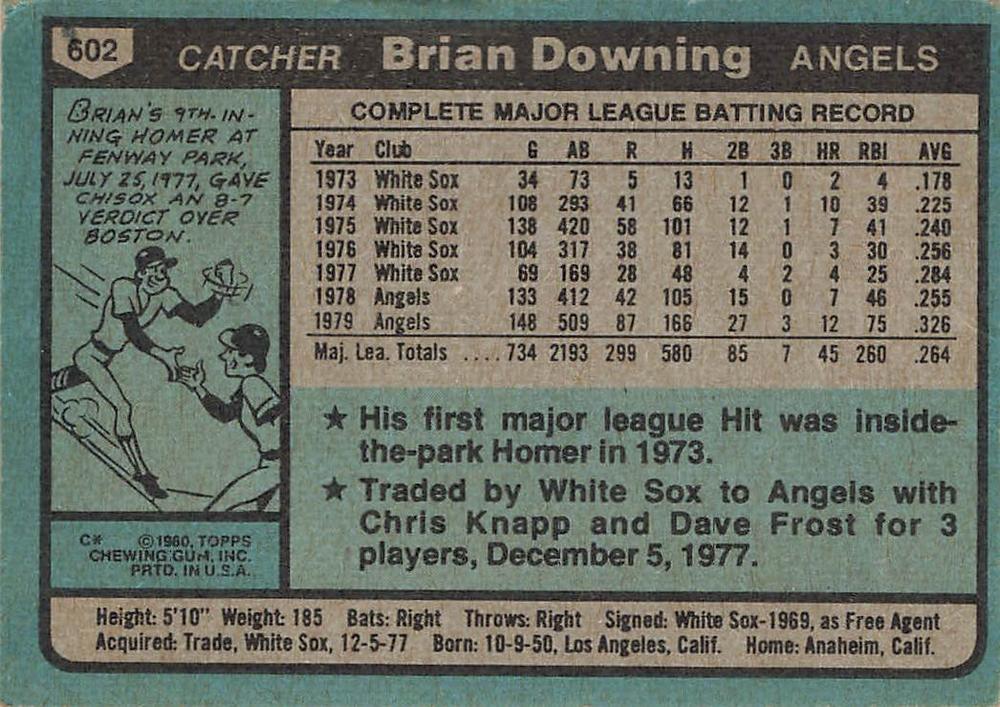 602 CATCHER Brian Downing ANGELS
BRIAN'S 9TH-IN-
NING HOMER AT
FENWAY PARK,
JULY 25, 1977, GAVE
CHISOX AN 8-7
VERDICT OVER
BOSTON.
COMPLETE MAJOR LEAGUE BATTING RECORD
Year Club G AB R H 2B 3B HR RBI AVG
1973 White Sox 34 73 5 13 1 0 2 4 .178
1974 White Sox 108 293 41 66 12 1 10 39 .225
1975 White Sox 138 420 58 101 12 1 7 41 .240
1976 White Sox 104 317 38 81 14 0 3 30 .256
1977 White Sox 69 169 28 48 4 2 4 25 .284
1978 Angels 133 412 42 105 15 0 7 46 .255
1979 Angels 148 509 87 166 27 3 12 75 .326
Maj. Lea. Totals ....734 2193 299 580 85 7 45 260 .264
★ His first major league Hit was inside-
the-park Homer in 1973.
★ Traded by White Sox to Angels with
Chris Knapp and Dave Frost for 3
players, December 5, 1977.
C* ©1980, TOPPS
CHEWING GUM, INC.
PRTD. IN U.S.A.
Height: 5'10" Weight: 185 Bats: Right Throws: Right Signed: White Sox-1969, as Free Agent
Acquired: Trade, White Sox, 12-5-77 Born: 10-9-50, Los Angeles, Calif. Home: Anaheim, Calif.